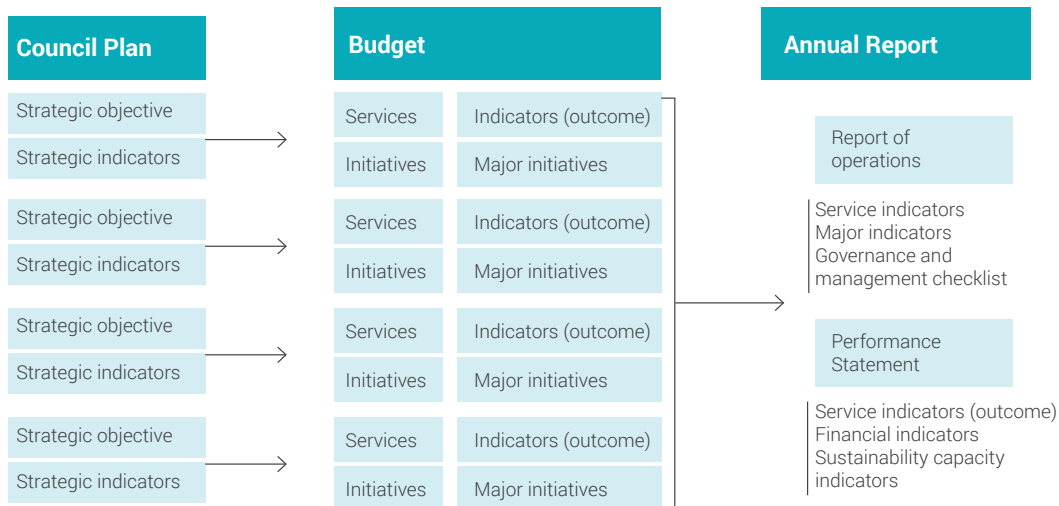 Council Plan
Strategic objective
Strategic indicators
Strategic objective
Strategic indicators
Strategic objective
Strategic indicators
Strategic objective
Strategic indicators
Budget
Services
Indicators (outcome)
Initiatives
Major initiatives
Services
Indicators (outcome)
Initiatives
Major initiatives
Services
Indicators (outcome)
Initiatives
Major initiatives
Services
Indicators (outcome)
Initiatives
Major initiatives
Annual Report
Report of
operations
Service indicators
Major indicators
Governance and
management checklist
Performance
Statement
Service indicators (outcome)
Financial indicators
Sustainability capacity
indicators